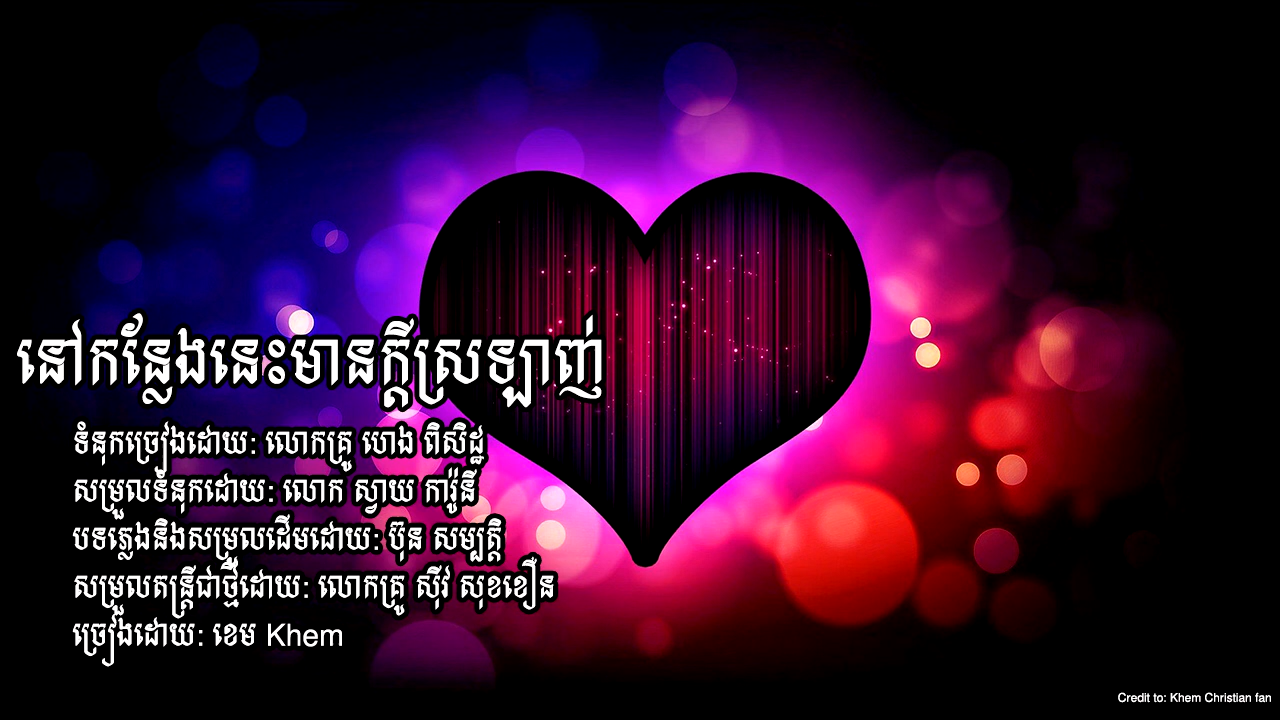 នៅកន្លែងនេះមានក្ដីស្រឡាញ់
ទំនុកច្រៀងដោយ: លោកគ្រូ ហេង ពិសិដ្ឋ
សម្រួលទំនុកដោយ: លោក ស្វាយ ការ៉ូនី
បទភ្លេងនិងសម្រួលដើមដោយ: ប៊ុន សម្បត្តិ
សម្រួលតន្ត្រីជាថ្មីដោយ: លោកគ្រូ ស៊ីវ សុខខឿន
ច្រៀងដោយ: ខេម Khem
Credit to: Khem Christian fan